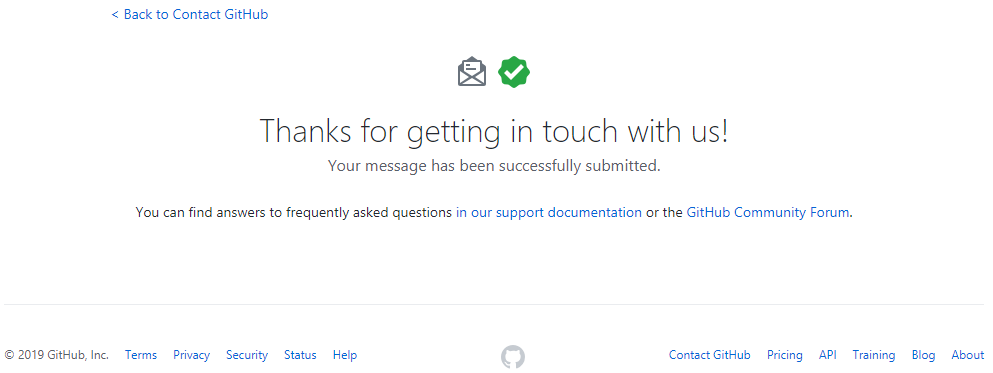 < Back to Contact GitHub
Thanks for getting in touch with us!
Your message has been successfully submitted.
You can find answers to frequently asked questions in our support documentation or the GitHub Community Forum.
© 2019 GitHub, Inc. Terms Privacy Security Status Help Contact GitHub Pricing API Training Blog About